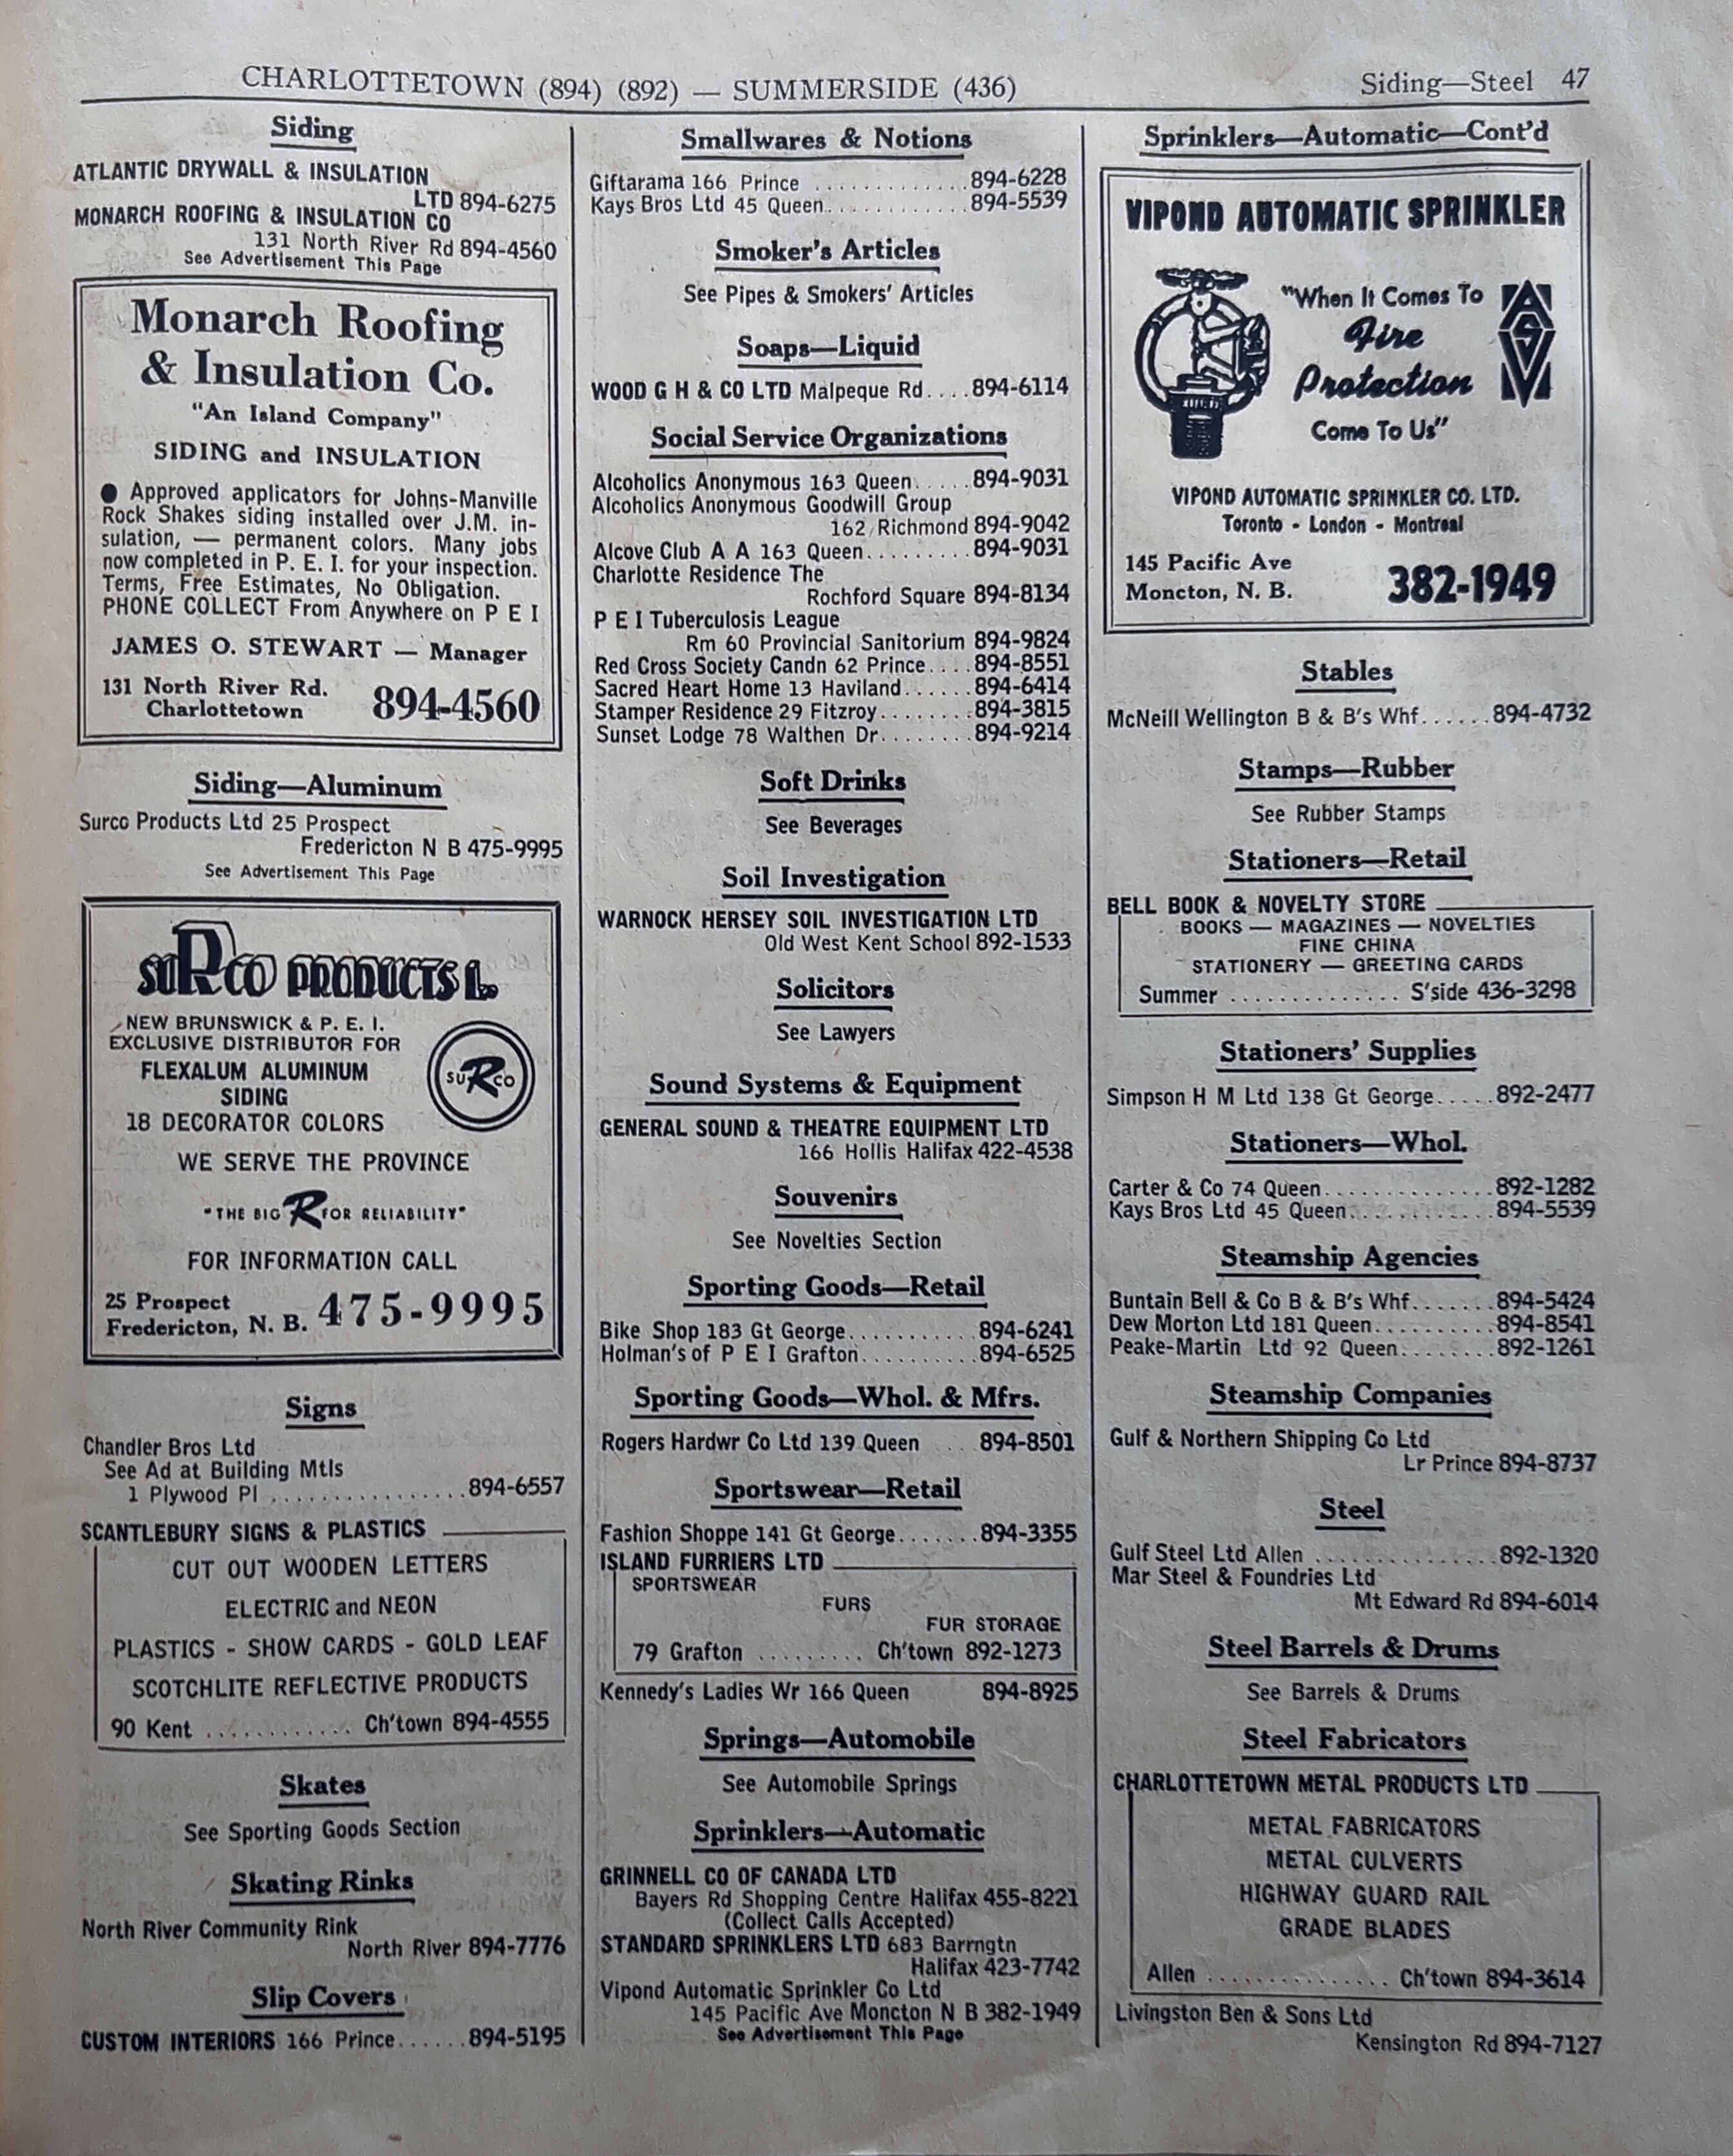 CHARLOTTETOWN (894) (892) — SUMMERSIDE (436)
Siding—Steel 47
Siding
ATLANTIC DRYWALL & INSULATION
LTD 894-6275
MONARCH ROOFING & INSULATION CO
131 North River Rd 894-4560
See Advertisement This Page
Monarch Roofing
& Insulation Co.
"An Island Company"
SIDING and INSULATION
● Approved applicators for Johns-Manville
Rock Shakes siding installed over J.M. in-
sulation, — permanent colors. Many jobs
now completed in P. E. I. for your inspection.
Terms, Free Estimates, No Obligation.
PHONE COLLECT From Anywhere on P E I
JAMES O. STEWART — Manager
131 North River Rd.
Charlottetown
894-4560
Siding—Aluminum
Surco Products Ltd 25 Prospect
Fredericton N B 475-9995
See Advertisement This Page
SURCO PRODUCTS L.
NEW BRUNSWICK & P. E. I.
EXCLUSIVE DISTRIBUTOR FOR
FLEXALUM ALUMINUM
SIDING
18 DECORATOR COLORS
SURCO
WE SERVE THE PROVINCE
"THE BIG R FOR RELIABILITY"
FOR INFORMATION CALL
25 Prospect
Fredericton, N. B. 475-9995
Signs
Chandler Bros Ltd
See Ad at Building Mtls
1 Plywood Pl ................ 894-6557
SCANTLEBURY SIGNS & PLASTICS
CUT OUT WOODEN LETTERS
ELECTRIC and NEON
PLASTICS - SHOW CARDS - GOLD LEAF
SCOTCHLITE REFLECTIVE PRODUCTS
90 Kent ............ Ch'town 894-4555
Skates
See Sporting Goods Section
Skating Rinks
North River Community Rink
North River 894-7776
Slip Covers
CUSTOM INTERIORS 166 Prince...... 894-5195
Smallwares & Notions
Giftarama 166 Prince ............. 894-6228
Kays Bros Ltd 45 Queen............ 894-5539
Smoker's Articles
See Pipes & Smokers' Articles
Soaps—Liquid
WOOD G H & CO LTD Malpeque Rd.... 894-6114
Social Service Organizations
Alcoholics Anonymous 163 Queen..... 894-9031
Alcoholics Anonymous Goodwill Group
162 Richmond 894-9042
Alcove Club A A 163 Queen......... 894-9031
Charlotte Residence The
Rochford Square 894-8134
P E I Tuberculosis League
Rm 60 Provincial Sanitorium 894-9824
Red Cross Society Candn 62 Prince.... 894-8551
Sacred Heart Home 13 Haviland...... 894-6414
Stamper Residence 29 Fitzroy........ 894-3815
Sunset Lodge 78 Walthen Dr........ 894-9214
Soft Drinks
See Beverages
Soil Investigation
WARNOCK HERSEY SOIL INVESTIGATION LTD
Old West Kent School 892-1533
Solicitors
See Lawyers
Sound Systems & Equipment
GENERAL SOUND & THEATRE EQUIPMENT LTD
166 Hollis Halifax 422-4538
Souvenirs
See Novelties Section
Sporting Goods—Retail
Bike Shop 183 Gt George........... 894-6241
Holman's of P E I Grafton.......... 894-6525
Sporting Goods—Whol. & Mfrs.
Rogers Hardwr Co Ltd 139 Queen .... 894-8501
Sportswear—Retail
Fashion Shoppe 141 Gt George....... 894-3355
ISLAND FURRIERS LTD
SPORTSWEAR
FURS
FUR STORAGE
79 Grafton ......... Ch'town 892-1273
Kennedy's Ladies Wr 166 Queen 894-8925
Springs—Automobile
See Automobile Springs
Sprinklers—Automatic
GRINNELL CO OF CANADA LTD
Bayers Rd Shopping Centre Halifax 455-8221
(Collect Calls Accepted)
STANDARD SPRINKLERS LTD 683 Barrngtn
Halifax 423-7742
Vipond Automatic Sprinkler Co Ltd
145 Pacific Ave Moncton N B 382-1949
See Advertisement This Page
Sprinklers—Automatic—Cont'd
VIPOND AUTOMATIC SPRINKLER
"When It Comes To
Fire
Protection
Come To Us"
VASV
VIPOND AUTOMATIC SPRINKLER CO. LTD.
Toronto - London - Montreal
145 Pacific Ave
Moncton, N. B.
382-1949
Stables
McNeill Wellington B & B's Whf...... 894-4732
Stamps—Rubber
See Rubber Stamps
Stationers—Retail
BELL BOOK & NOVELTY STORE
BOOKS — MAGAZINES — NOVELTIES
FINE CHINA
STATIONERY — GREETING CARDS
Summer .............. S'side 436-3298
Stationers' Supplies
Simpson H M Ltd 138 Gt George..... 892-2477
Stationers—Whol.
Carter & Co 74 Queen.............. 892-1282
Kays Bros Ltd 45 Queen............ 894-5539
Steamship Agencies
Buntain Bell & Co B & B's Whf....... 894-5424
Dew Morton Ltd 181 Queen.......... 894-8541
Peake-Martin Ltd 92 Queen........ 892-1261
Steamship Companies
Gulf & Northern Shipping Co Ltd
Lr Prince 894-8737
Steel
Gulf Steel Ltd Allen ............... 892-1320
Mar Steel & Foundries Ltd
Mt Edward Rd 894-6014
Steel Barrels & Drums
See Barrels & Drums
Steel Fabricators
CHARLOTTETOWN METAL PRODUCTS LTD
METAL FABRICATORS
METAL CULVERTS
HIGHWAY GUARD RAIL
GRADE BLADES
Allen ............... Ch'town 894-3614
Livingston Ben & Sons Ltd
Kensington Rd 894-7127